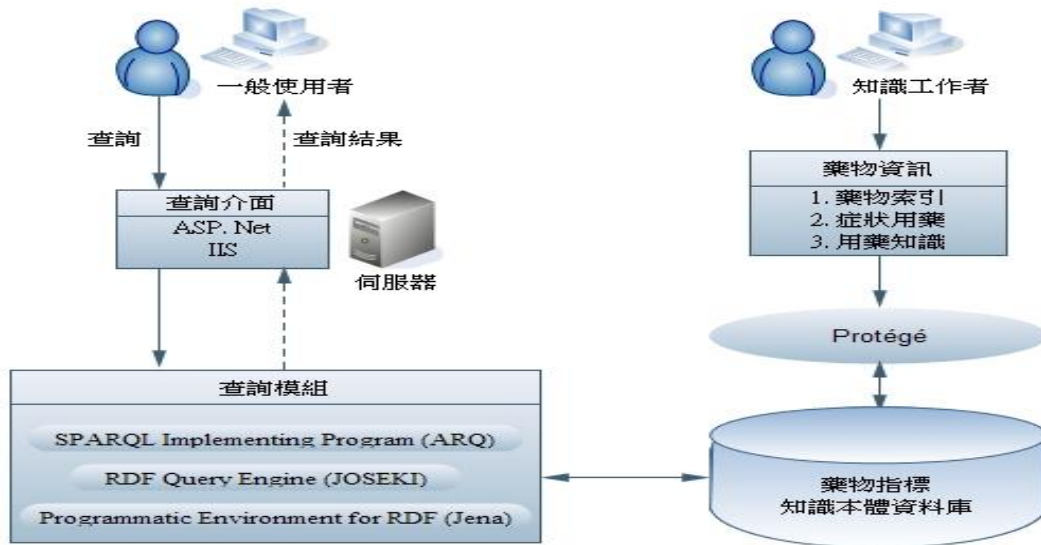 一般使用者
查詢
查詢結果
查詢介面
ASP. Net
IIS
伺服器
查詢模組
SPARQL Implementing Program (ARQ)
RDF Query Engine (JOSEKI)
Programmatic Environment for RDF (Jena)
知識工作者
藥物資訊
1. 藥物索引
2. 症狀用藥
3. 用藥知識
Protégé
藥物指標
知識本體資料庫